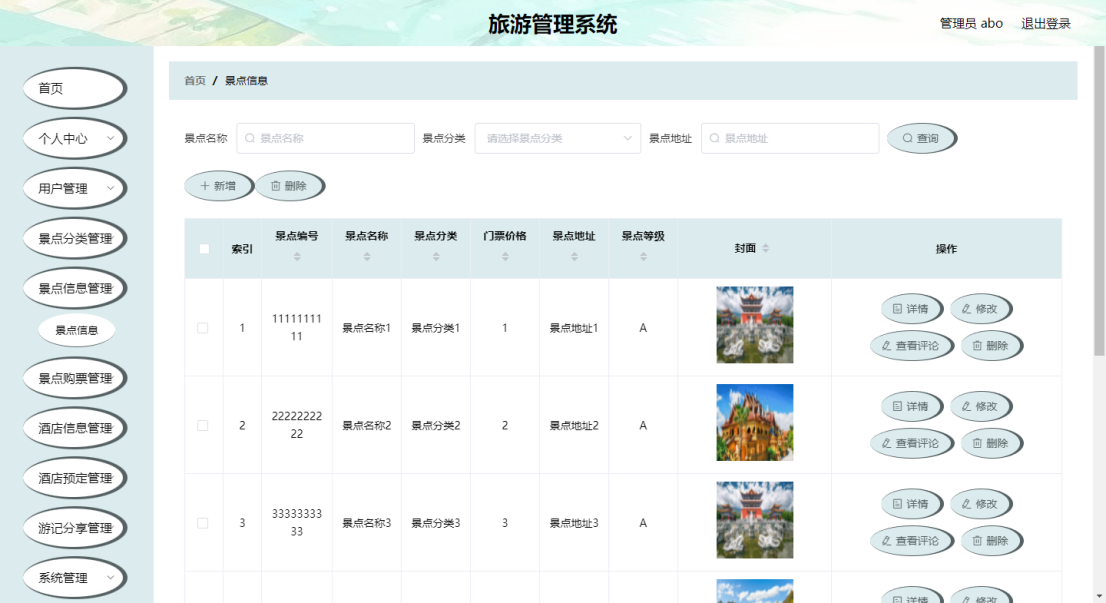 旅游管理系统
管理员 abo 退出登录
首页
个人中心
用户管理
景点分类管理
景点信息管理
景点信息
景点购票管理
酒店信息管理
酒店预定管理
游记分享管理
系统管理
首页 / 景点信息
景点名称 景点名称 景点分类 请选择景点分类 景点地址 景点地址 查询
新增 删除
索引 景点编号 景点名称 景点分类 门票价格 景点地址 景点等级 封面 操作
1 1111111111 景点名称1 景点分类1 1 景点地址1 A 详情 修改
查看评论 删除
2 2222222222 景点名称2 景点分类2 2 景点地址2 A 详情 修改
查看评论 删除
3 3333333333 景点名称3 景点分类3 3 景点地址3 A 详情 修改
查看评论 删除
详情 修改